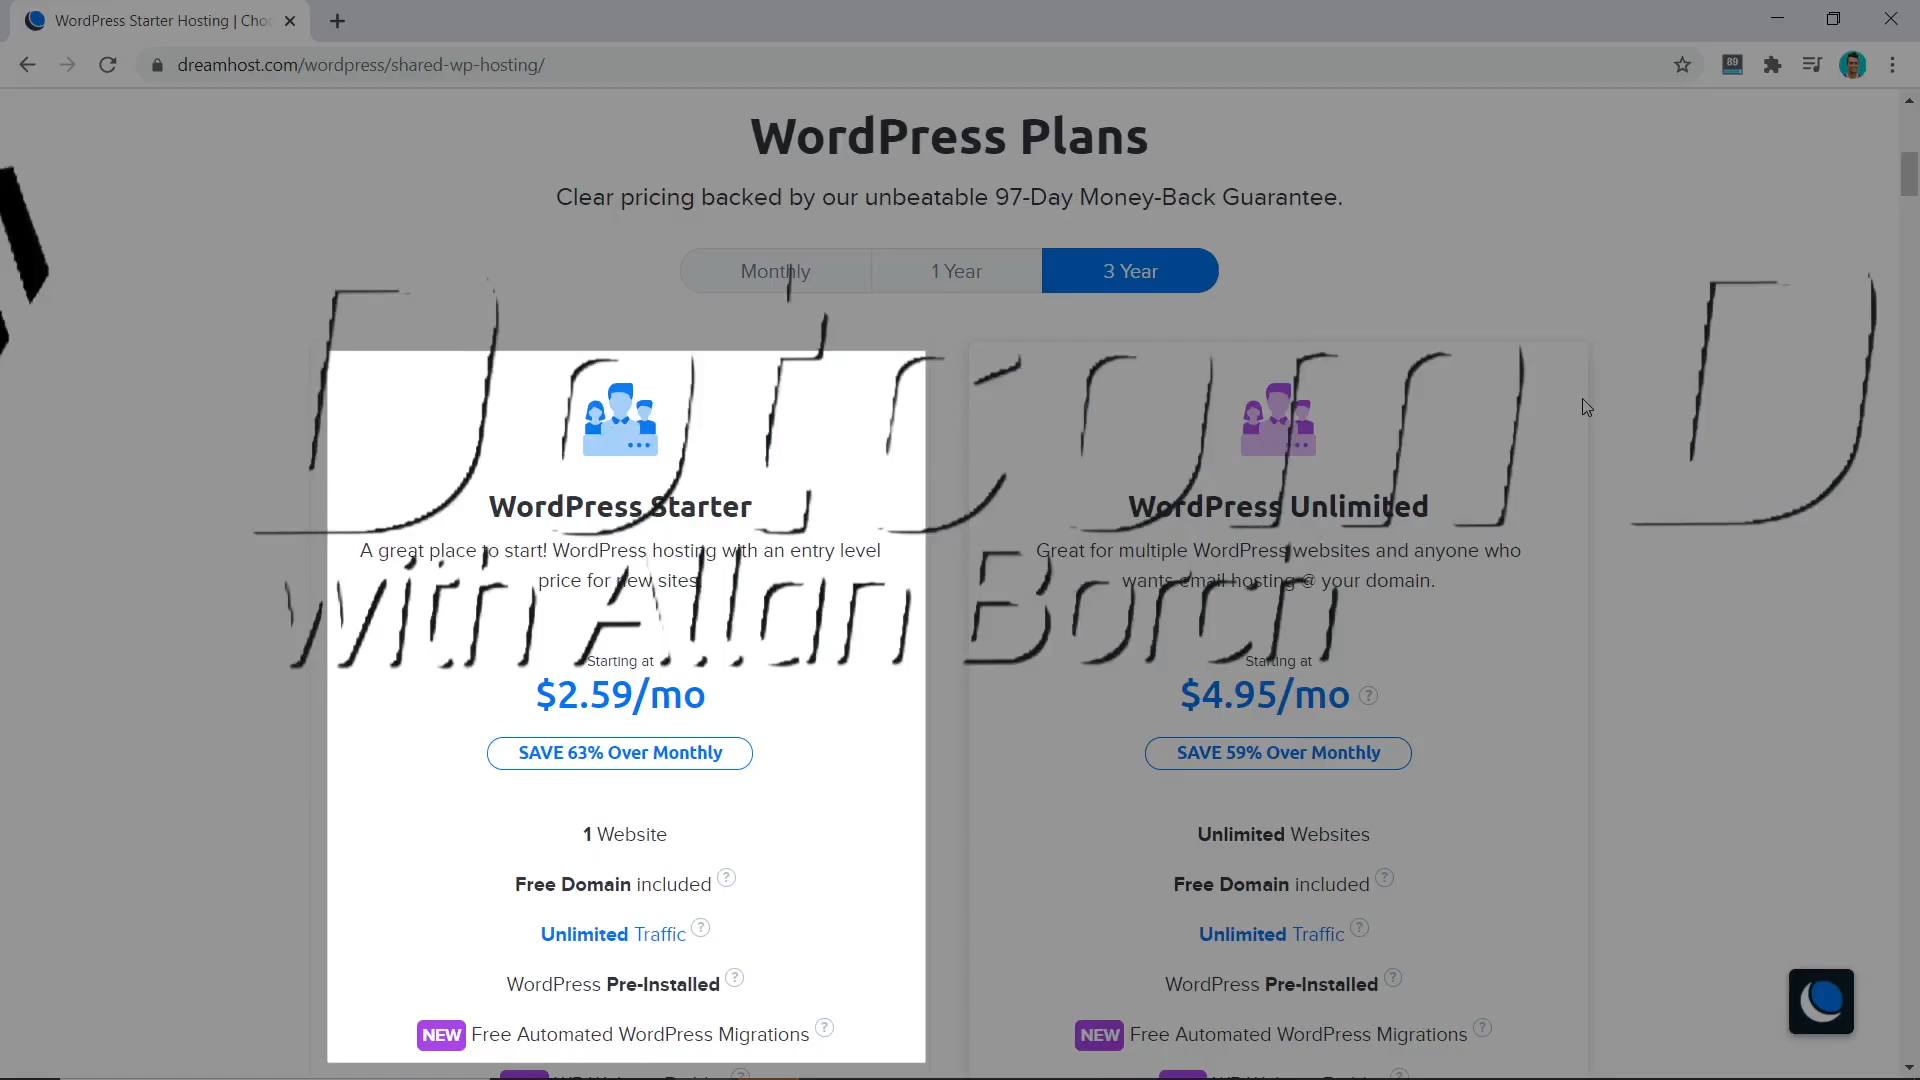 WordPress Starter Hosting | Cho
dreamhost.com/wordpress/shared-wp-hosting/
89
WordPress Plans
Clear pricing backed by our unbeatable 97-Day Money-Back Guarantee.
Monthly
1 Year
3 Year
Dotcom D
with Allan Borch
WordPress Starter
A great place to start! WordPress hosting with an entry level
price for new sites.
Starting at
$2.59/mo
SAVE 63% Over Monthly
1 Website
Free Domain included ?
Unlimited Traffic ?
WordPress Pre-Installed ?
NEW Free Automated WordPress Migrations ?
WordPress Unlimited
Great for multiple WordPress websites and anyone who
wants email hosting @ your domain.
Starting at
$4.95/mo ?
SAVE 59% Over Monthly
Unlimited Websites
Free Domain included ?
Unlimited Traffic ?
WordPress Pre-Installed ?
NEW Free Automated WordPress Migrations ?